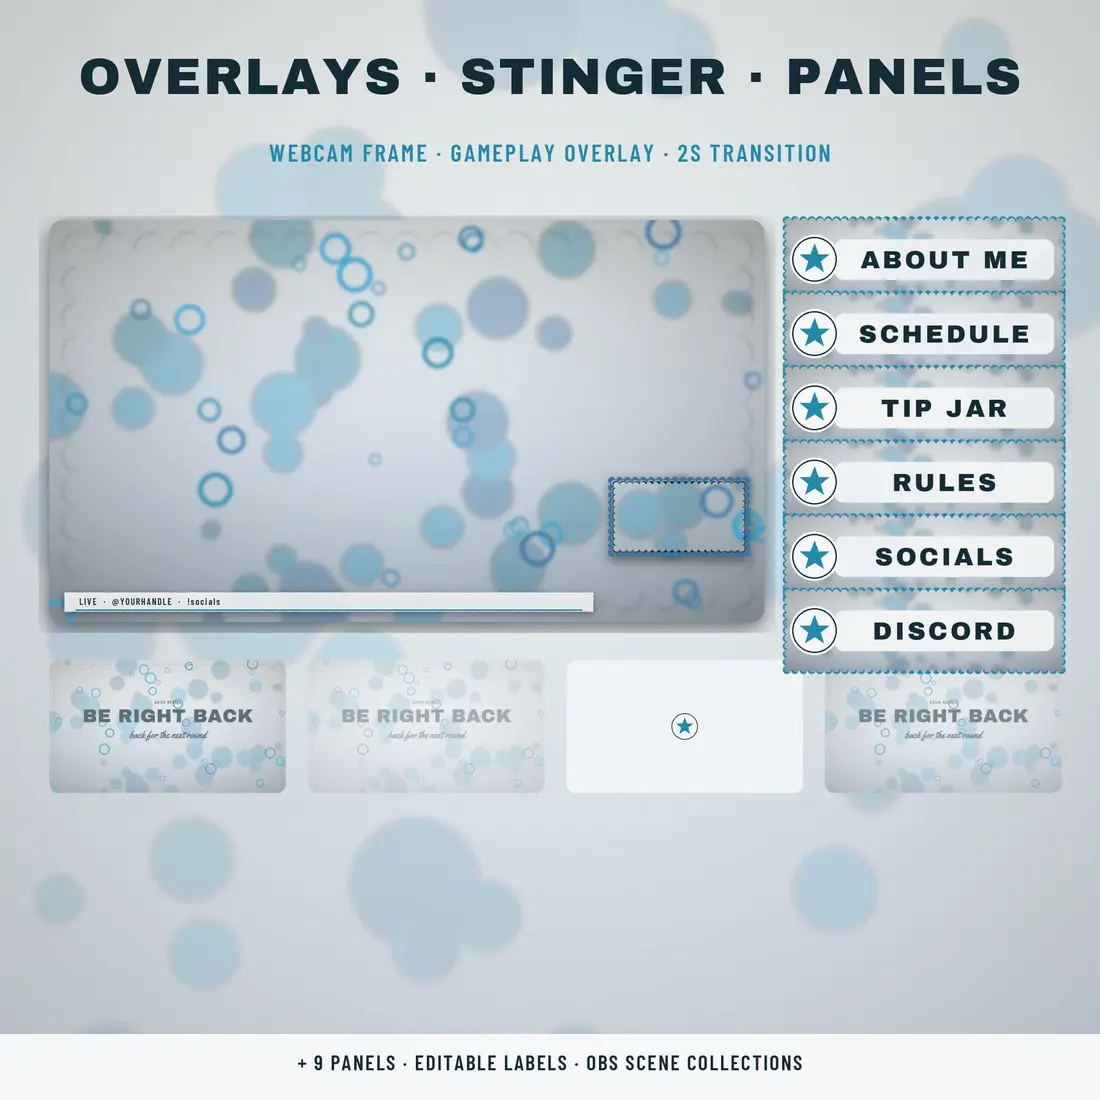 OVERLAYS · STINGER · PANELS
WEBCAM FRAME · GAMEPLAY OVERLAY · 2S TRANSITION
ABOUT ME
SCHEDULE
TIP JAR
RULES
SOCIALS
DISCORD
LIVE · @YOURHANDLE · !socials
BE RIGHT BACK
back for the next round
BE RIGHT BACK
back for the next round
BE RIGHT BACK
back for the next round
+ 9 PANELS · EDITABLE LABELS · OBS SCENE COLLECTIONS